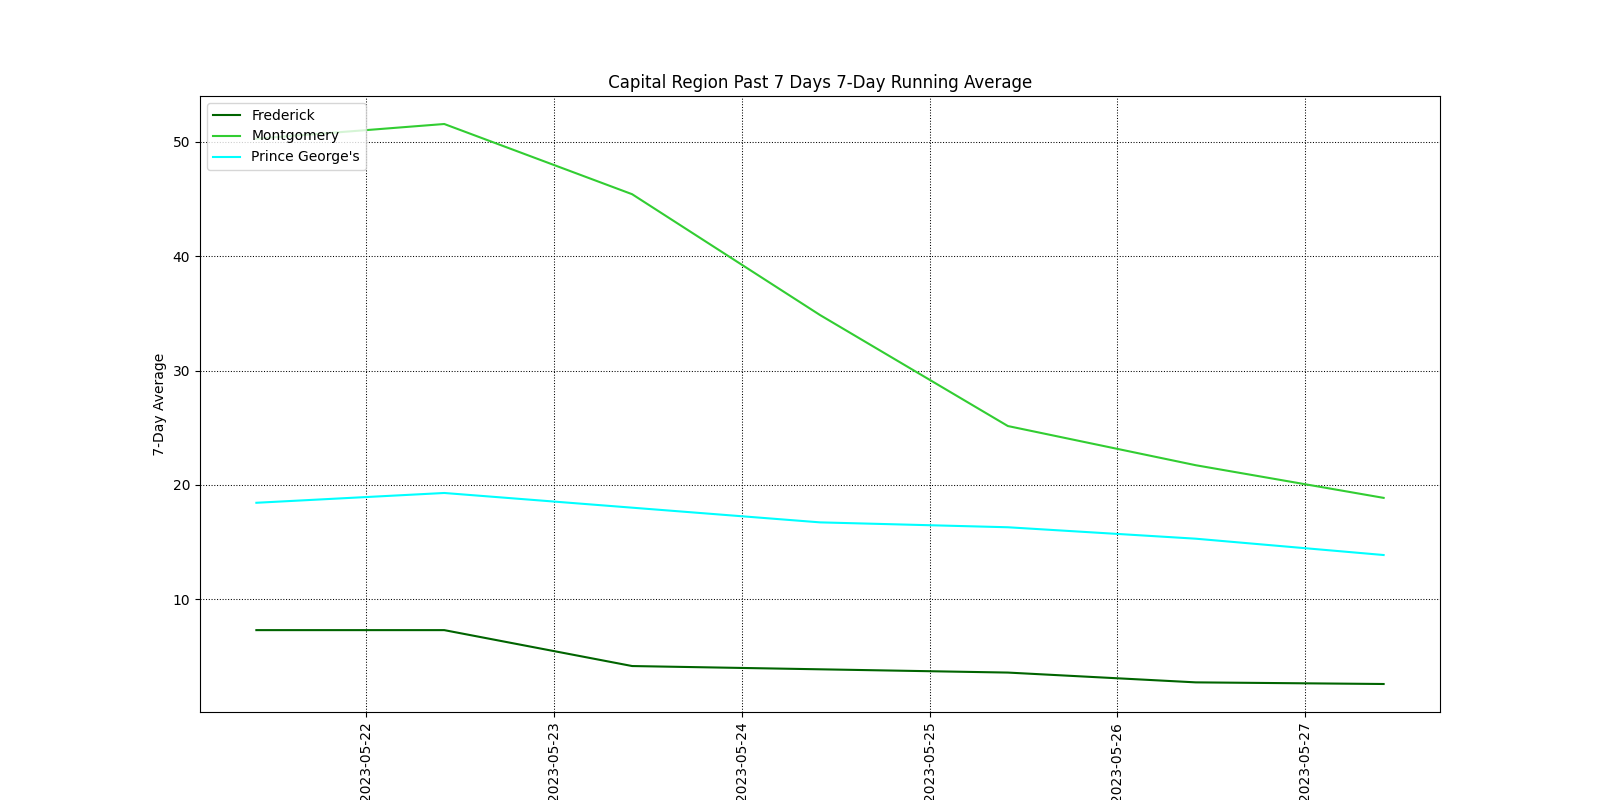 Capital Region Past 7 Days 7-Day Running Average
Frederick
Montgomery
Prince George's
7-Day Average
50
40
30
20
10
2023-05-22
2023-05-23
2023-05-24
2023-05-25
2023-05-26
2023-05-27